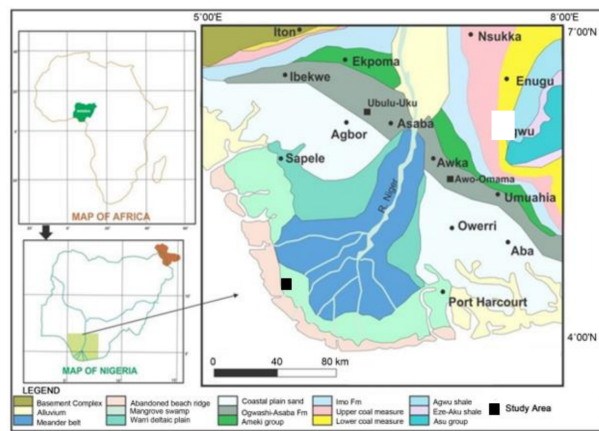 5°00'E
8°00'E
7°00'N
4°00'N
Iton
Nsukka
Ekpoma
Ibekwe
Enugu
Ubulu-Uku
Agbor
Asaba
gwu
Sapele
Awka
Awo-Omama
Umuahia
R. Niger
Owerri
Aba
Port Harcourt
0 40 80 km
MAP OF AFRICA
MAP OF NIGERIA
LEGEND
Basement Complex
Alluvium
Meander belt
Abandoned beach ridge
Mangrove swamp
Warri deltaic plain
Coastal plain sand
Ogwashi-Asaba Fm
Ameki group
Imo Fm
Upper coal measure
Lower coal measure
Agwu shale
Eze-Aku shale
Asu group
Study Area